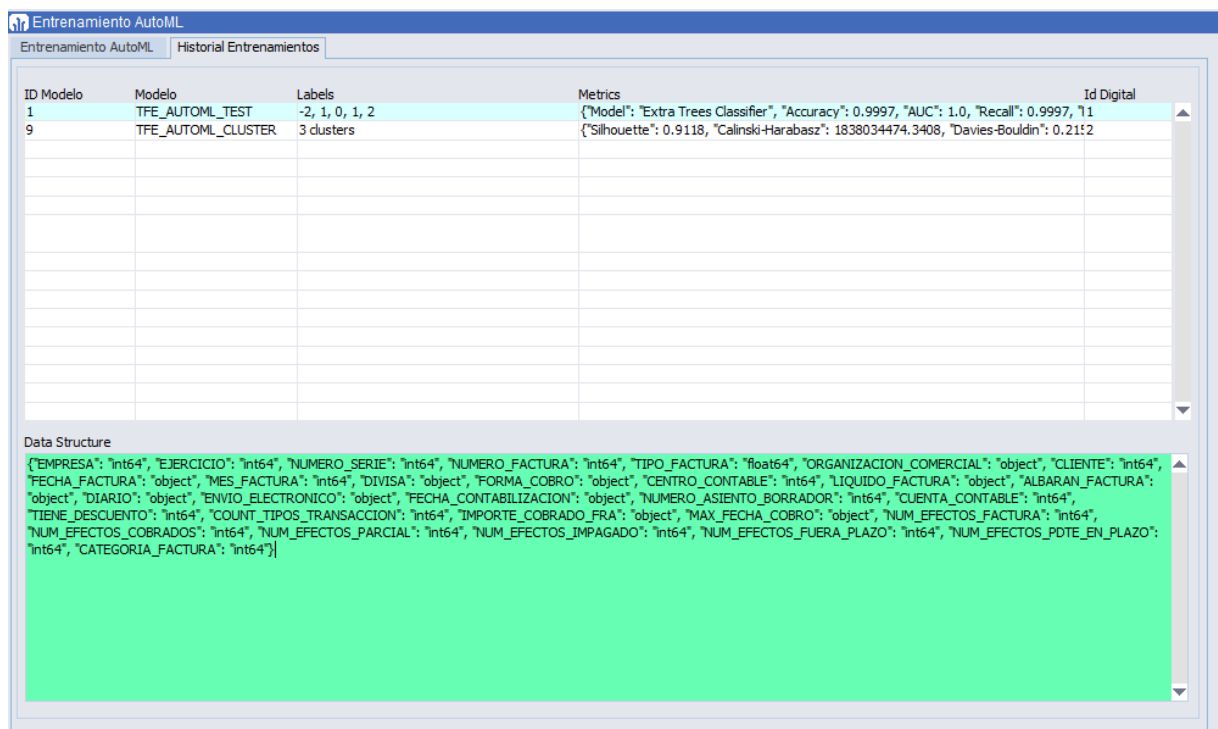 Entrenamiento AutoML
Entrenamiento AutoML Historial Entrenamientos
ID Modelo Modelo Labels Metrics Id Digital
1 TFE_AUTOML_TEST -2, 1, 0, 1, 2 {"Model": "Extra Trees Classifier", "Accuracy": 0.9997, "AUC": 1.0, "Recall": 0.9997, 1
9 TFE_AUTOML_CLUSTER 3 clusters {"Silhouette": 0.9118, "Calinski-Harabasz": 1838034474.3408, "Davies-Bouldin": 2
Data Structure
{"EMPRESA": "int64", "EJERCICIO": "int64", "NUMERO_SERIE": "int64", "NUMERO_FACTURA": "int64", "TIPO_FACTURA": "float64", "ORGANIZACION_COMERCIAL": "object", "CLIENTE": "int64",
"FECHA_FACTURA": "object", "MES_FACTURA": "int64", "DIVISA": "object", "FORMA_COBRO": "object", "CENTRO_CONTABLE": "int64", "LIQUIDO_FACTURA": "object", "ALBARAN_FACTURA":
"object", "DIARIO": "object", "ENVIO_ELECTRONICO": "object", "FECHA_CONTABILIZACION": "object", "NUMERO_ASIENTO_BORRADOR": "int64", "CUENTA_CONTABLE": "int64",
"TIENE_DESCUENTO": "int64", "COUNT_TIPOS_TRANSACCION": "int64", "IMPORTE_COBRADO_FRA": "object", "MAX_FECHA_COBRO": "object", "NUM_EFECTOS_FACTURA": "int64",
"NUM_EFECTOS_COBRADOS": "int64", "NUM_EFECTOS_PARCIAL": "int64", "NUM_EFECTOS_IMPAGADO": "int64", "NUM_EFECTOS_FUERA_PLAZO": "int64", "NUM_EFECTOS_PDTE_EN_PLAZO":
"int64", "CATEGORIA_FACTURA": "int64"}